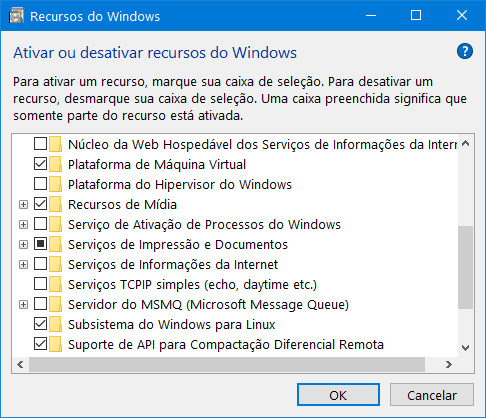 Recursos do Windows
Ativar ou desativar recursos do Windows
?
Para ativar um recurso, marque sua caixa de seleção. Para desativar um
recurso, desmarque sua caixa de seleção. Uma caixa preenchida significa que
somente parte do recurso está ativada.
Núcleo da Web Hospedável dos Serviços de Informações da Inter
Plataforma de Máquina Virtual
Plataforma do Hipervisor do Windows
Recursos de Mídia
Serviço de Ativação de Processos do Windows
Serviços de Impressão e Documentos
Serviços de Informações da Internet
Serviços TCPIP simples (echo, daytime etc.)
Servidor do MSMQ (Microsoft Message Queue)
Subsistema do Windows para Linux
Suporte de API para Compactação Diferencial Remota
OK
Cancelar